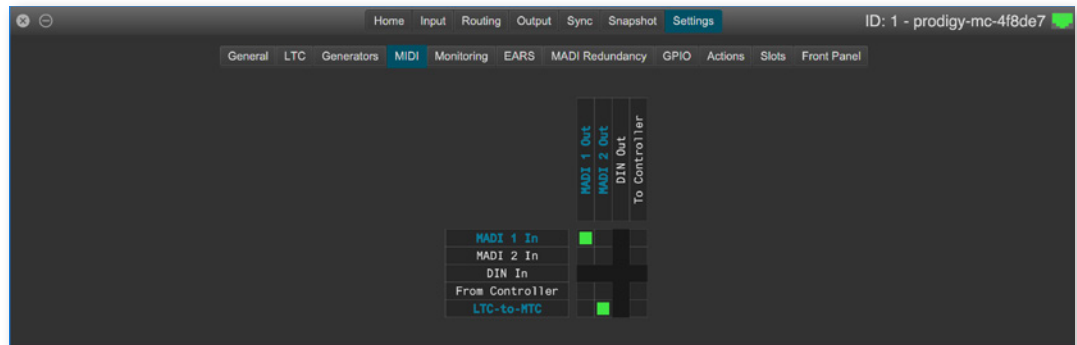 Home Input Routing Output Sync Snapshot Settings ID: 1 - prodigy-mc-4f8de7
General LTC Generators MIDI Monitoring EARS MADI Redundancy GPIO Actions Slots Front Panel
MADI 1 Out
MADI 2 Out
DIN Out
To Controller
MADI 1 In
MADI 2 In
DIN In
From Controller
LTC-to-MTC